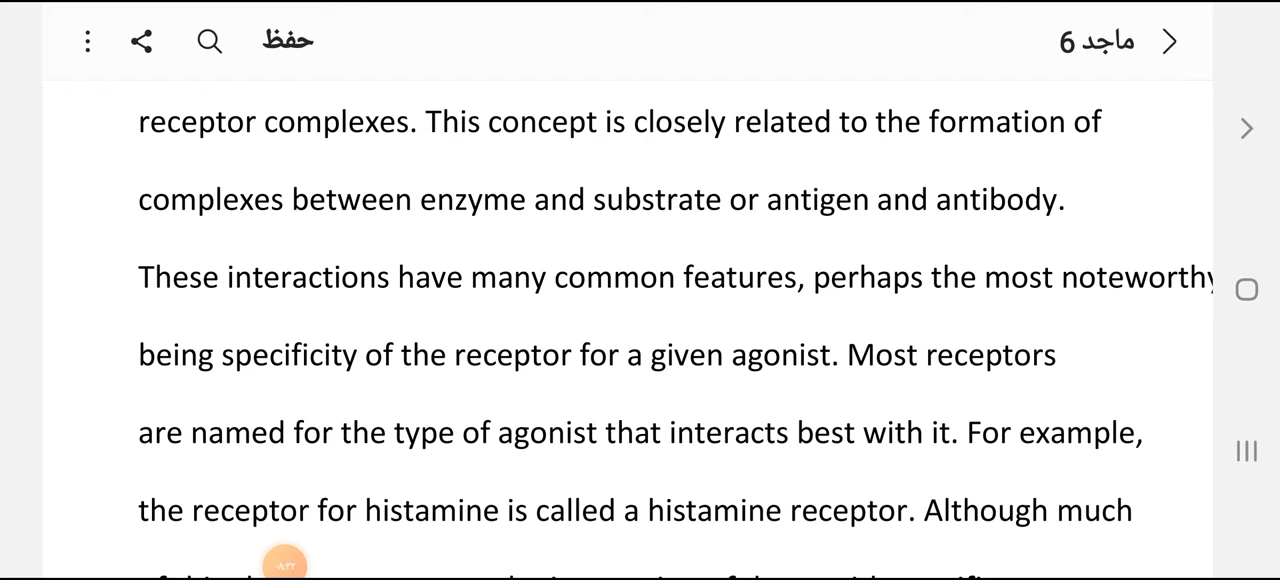 حفظ
ماجد 6
receptor complexes. This concept is closely related to the formation of
complexes between enzyme and substrate or antigen and antibody.
These interactions have many common features, perhaps the most noteworthy
being specificity of the receptor for a given agonist. Most receptors
are named for the type of agonist that interacts best with it. For example,
the receptor for histamine is called a histamine receptor. Although much
٠٨:٣٢